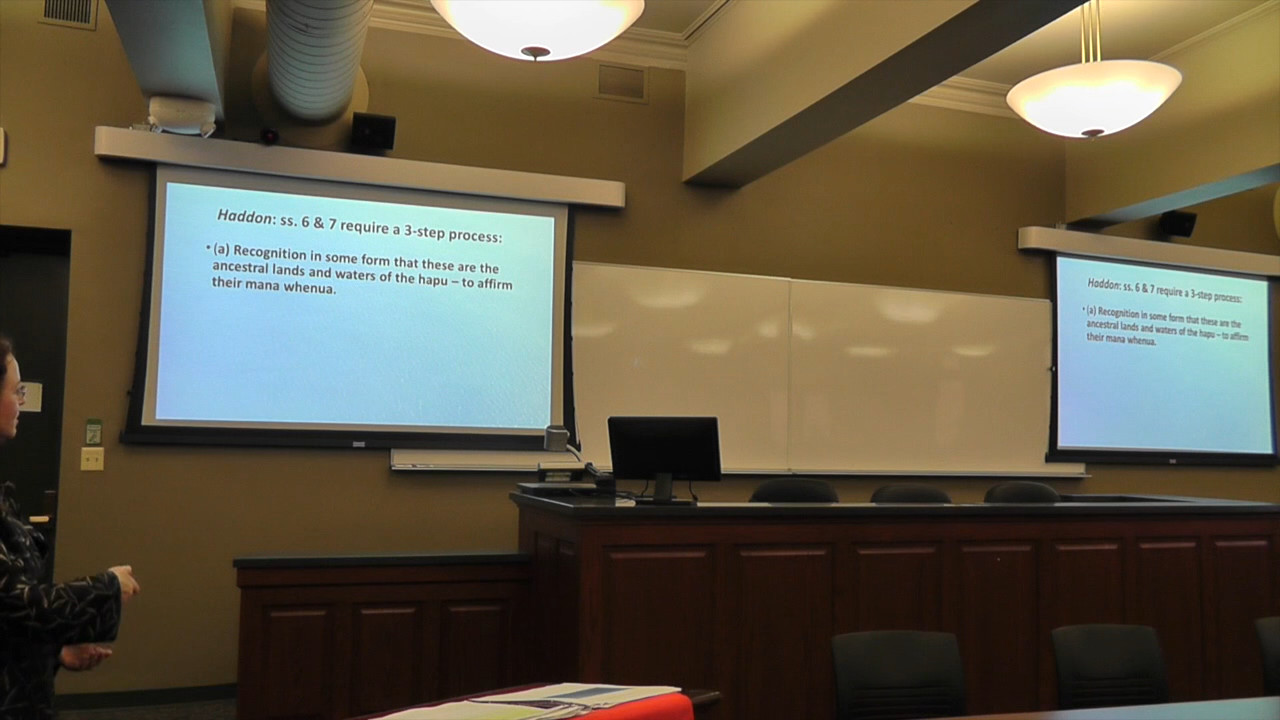 Haddon: ss. 6 & 7 require a 3-step process:
• (a) Recognition in some form that these are the
ancestral lands and waters of the hapu – to affirm
their mana whenua.
Haddon: ss. 6 & 7 require a 3-step process:
• (a) Recognition in some form that these are the
ancestral lands and waters of the hapu – to affirm
their mana whenua.